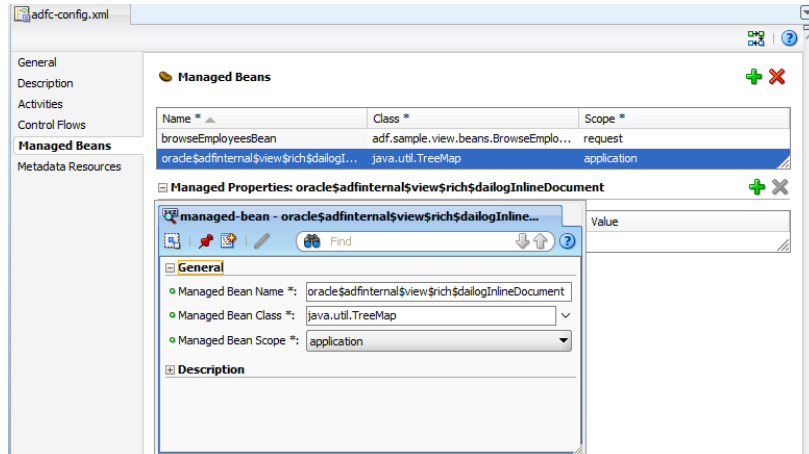 adfc-config.xml
General
Description
Activities
Control Flows
Managed Beans
Metadata Resources
Managed Beans
Name * Class * Scope *
browseEmployeesBean adf.sample.view.beans.BrowseEmplo... request
oracle$adfinternal$view$rich$dailogI... java.util.TreeMap application
Managed Properties: oracle$adfinternal$view$rich$dailogInlineDocument
Value
managed-bean - oracle$adfinternal$view$rich$dailogInline...
Find
General
Managed Bean Name *: oracle$adfinternal$view$rich$dailogInlineDocument
Managed Bean Class *: java.util.TreeMap
Managed Bean Scope *: application
Description